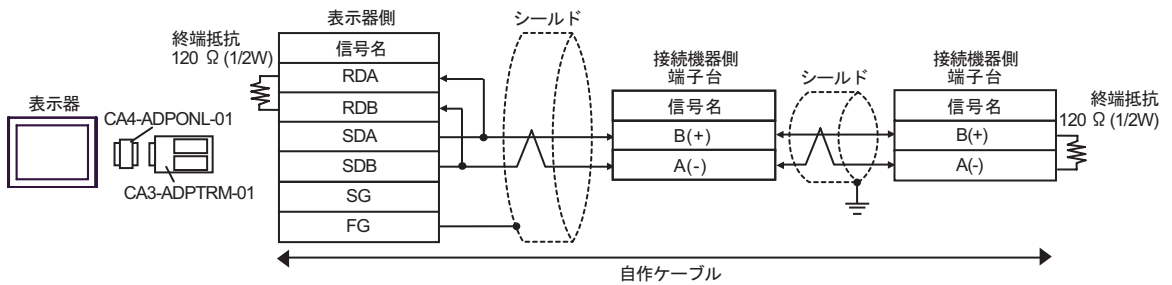 表示器
CA4-ADPONL-01
CA3-ADPTRM-01
終端抵抗
120 Ω (1/2W)
表示器側
信号名
RDA
RDB
SDA
SDB
SG
FG
シールド
接続機器側
端子台
信号名
B(+)
A(-)
シールド
接続機器側
端子台
信号名
B(+)
A(-)
終端抵抗
120 Ω (1/2W)
自作ケーブル